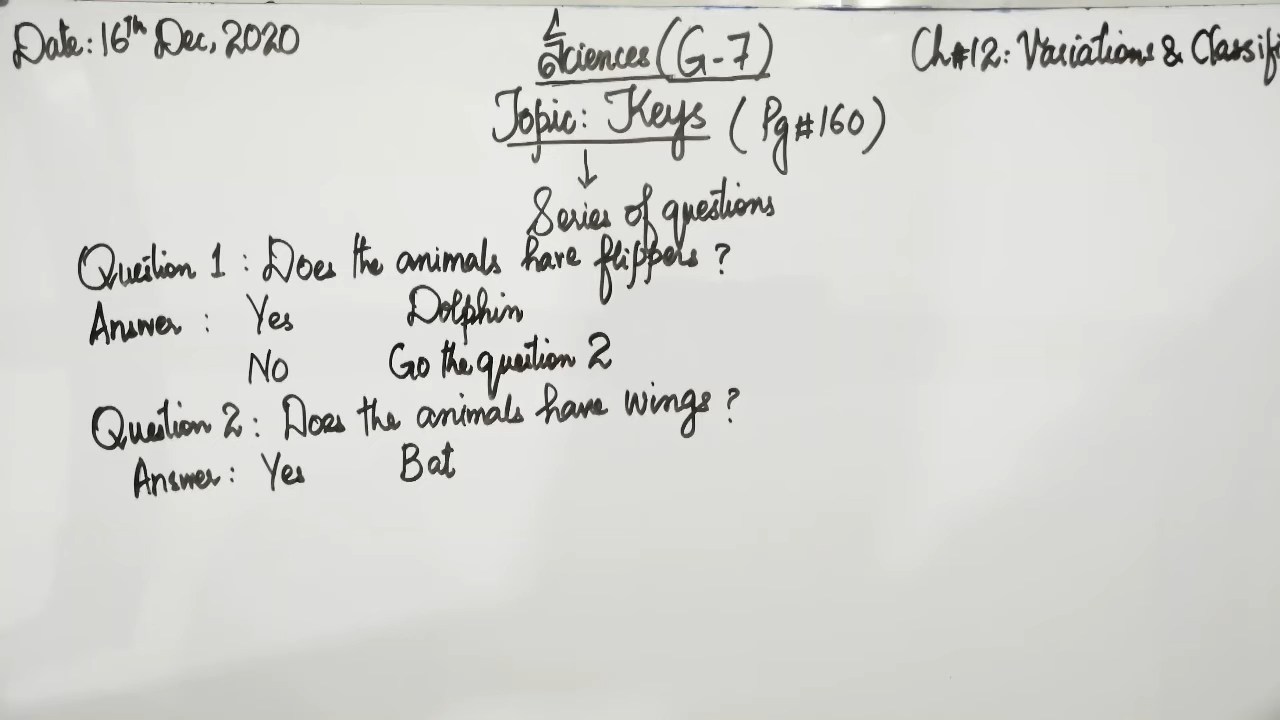 Date: 16th Dec, 2020
Sciences (G-7)
Ch#12: Variations & Classifi
Topic: Keys (Pg#160)
↓
Series of questions
Question 1 : Does the animals have flippers ?
Answer : Yes Dolphin
No Go the question 2
Question 2 : Does the animals have wings ?
Answer : Yes Bat